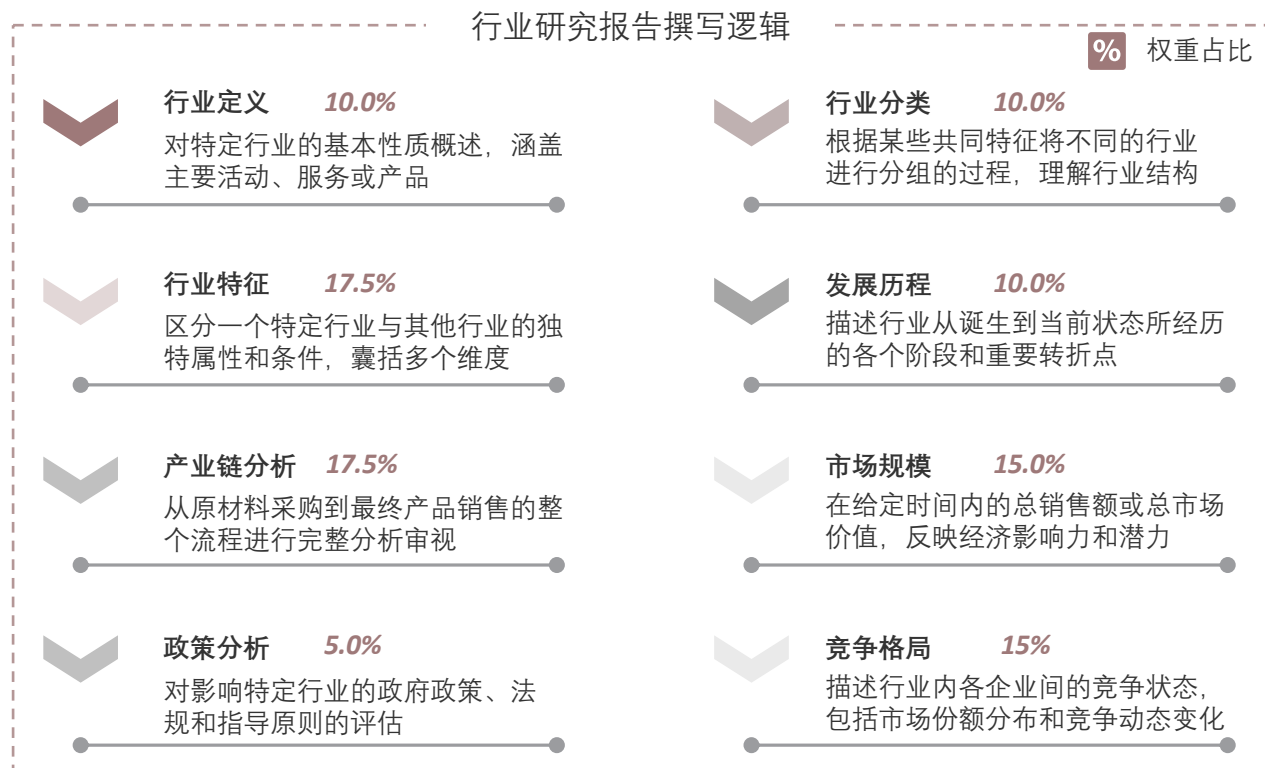 行业研究报告撰写逻辑
% 权重占比
行业定义 10.0%
对特定行业的基本性质概述，涵盖
主要活动、服务或产品
行业分类 10.0%
根据某些共同特征将不同的行业
进行分组的过程，理解行业结构
行业特征 17.5%
区分一个特定行业与其他行业的独
特属性和条件，囊括多个维度
发展历程 10.0%
描述行业从诞生到当前状态所经历
的各个阶段和重要转折点
产业链分析 17.5%
从原材料采购到最终产品销售的整
个流程进行完整分析审视
市场规模 15.0%
在给定时间内的总销售额或总市场
价值，反映经济影响力和潜力
政策分析 5.0%
对影响特定行业的政府政策、法
规和指导原则的评估
竞争格局 15%
描述行业内各企业间的竞争状态，
包括市场份额分布和竞争动态变化